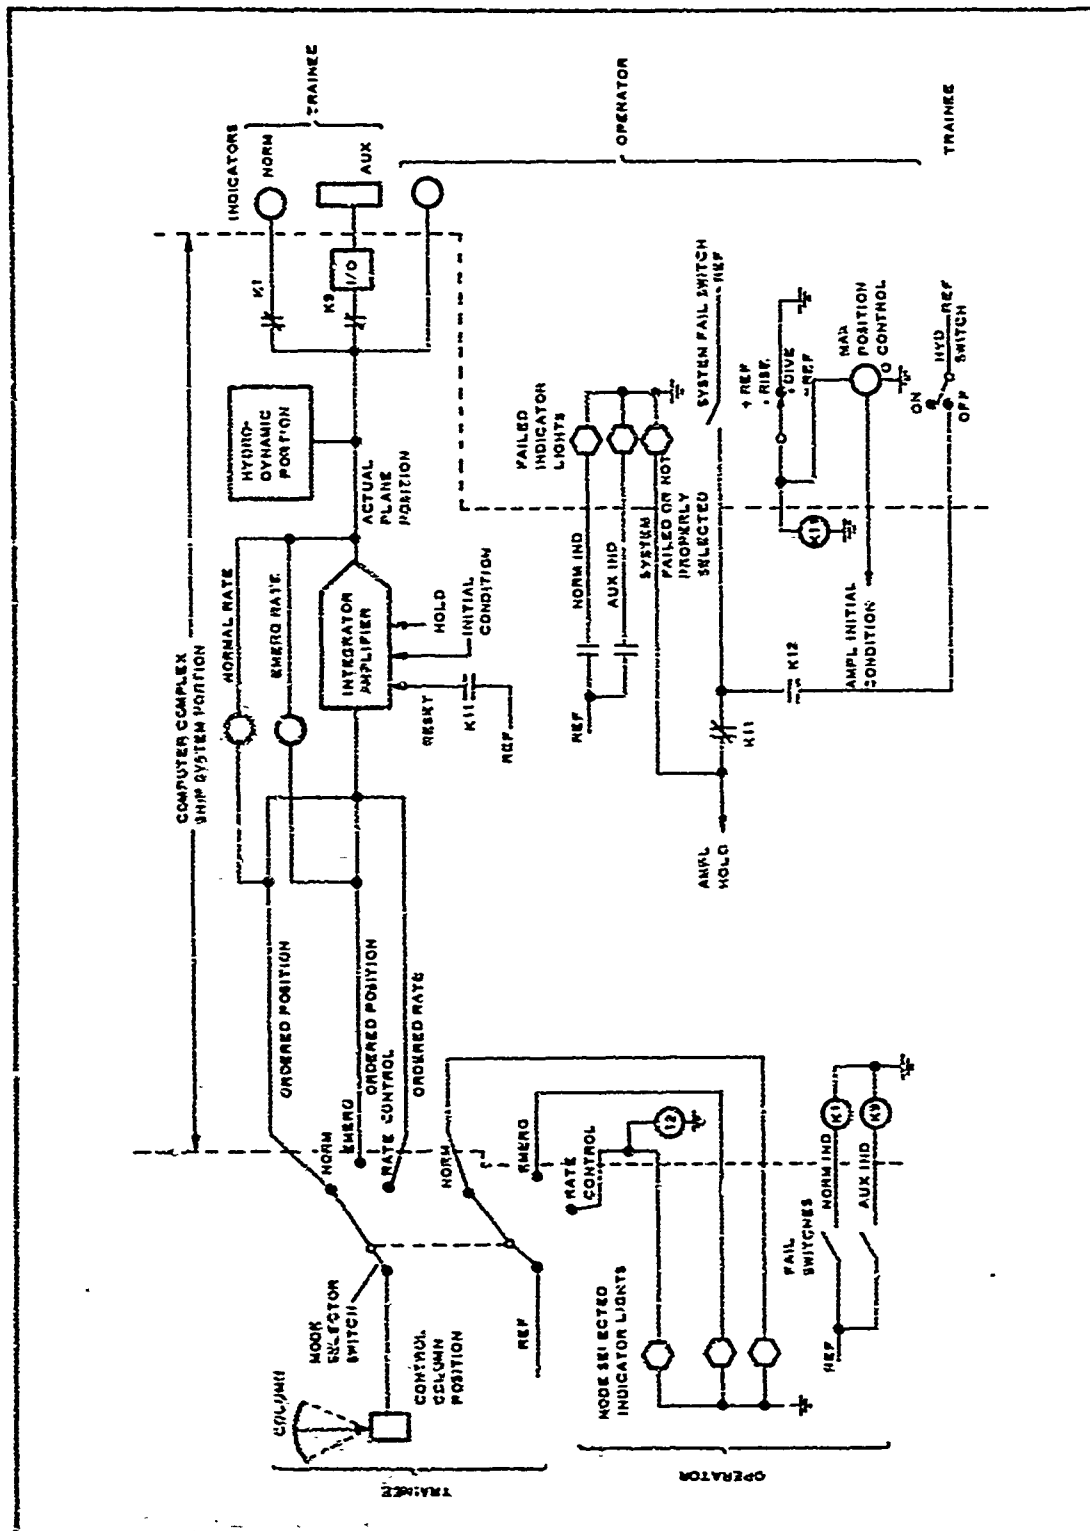 COMPUTER COMPLEX
SHIP SYSTEM PORTION
INDICATORS
NORM
AUX
TRAINEE
OPERATOR
TRAINEE
K1
K9
I/O
HYDRO-
DYNAMIC
POSITION
ACTUAL
PLANE
POSITION
NORMAL RATE
EMERG RATE
INTEGRATOR
AMPLIFIER
RESET
HOLD
INITIAL
CONDITION
K11
REF
ORDERED POSITION
ORDERED POSITION
ORDERED RATE
NORM
EMERG
RATE CONTROL
COLUMN
MODE
SELECTOR
SWITCH
CONTROL
COLUMN
POSITION
TRAINEE
REF
NORM
EMERG
RATE
CONTROL
12
MODE SELECTED
INDICATOR LIGHTS
OPERATOR
FAIL
SWITCHES
NORM IND
AUX IND
REF
K1
K9
FAILED
INDICATOR
LIGHTS
NORM IND
AUX IND
REF
SYSTEM
FAILED OR NOT
PROPERLY
SELECTED
SYSTEM FAIL SWITCH
REF
AMPL
HOLD
K11
K12
AMPL INITIAL
CONDITION
K11
+ REF
RISE
DIVE
-REF
MAN
POSITION
CONTROL
ON
OFF
HYD
SWITCH
REF